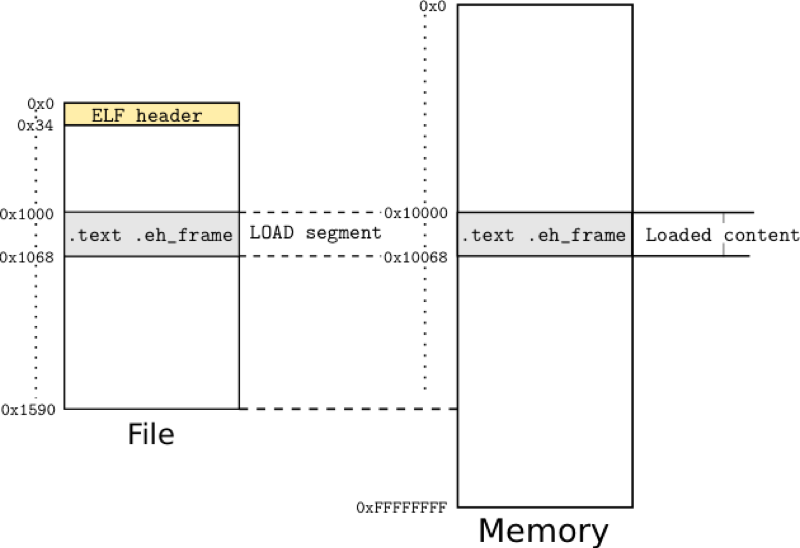 0x0
0x0
ELF header
0x34
0x1000
0x10000
.text .eh_frame
LOAD segment
.text .eh_frame
Loaded content
0x1068
0x10068
0x1590
File
0xFFFFFFFF
Memory